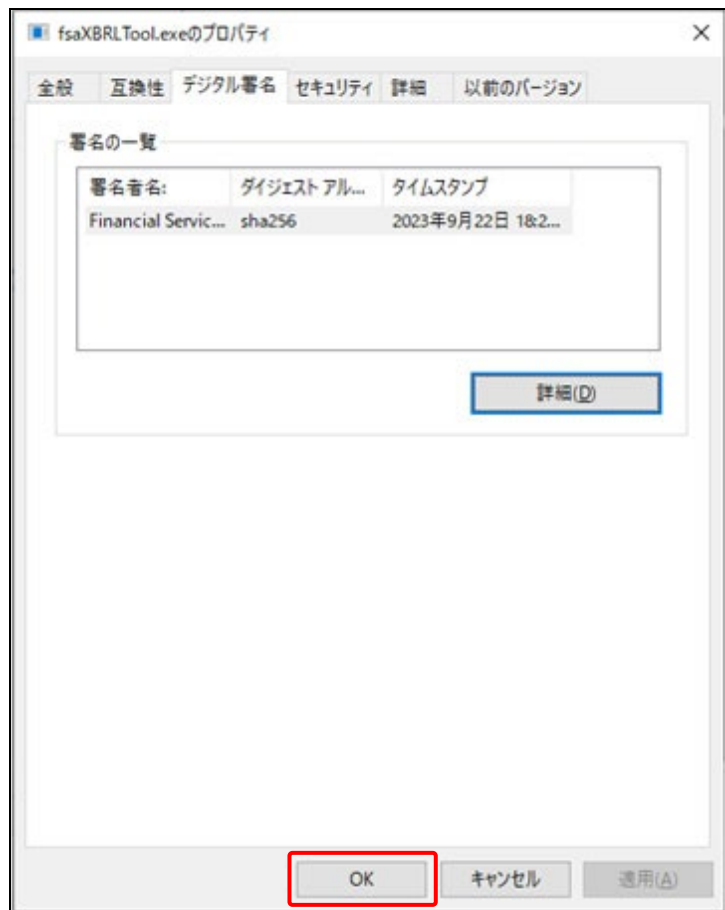 fsaXBRLTool.exeのプロパティ
全般 互換性 デジタル署名 セキュリティ 詳細 以前のバージョン
署名の一覧
署名者名: ダイジェスト アル... タイムスタンプ
Financial Servic... sha256 2023年9月22日 18:2...
詳細(D)
OK キャンセル 適用(A)